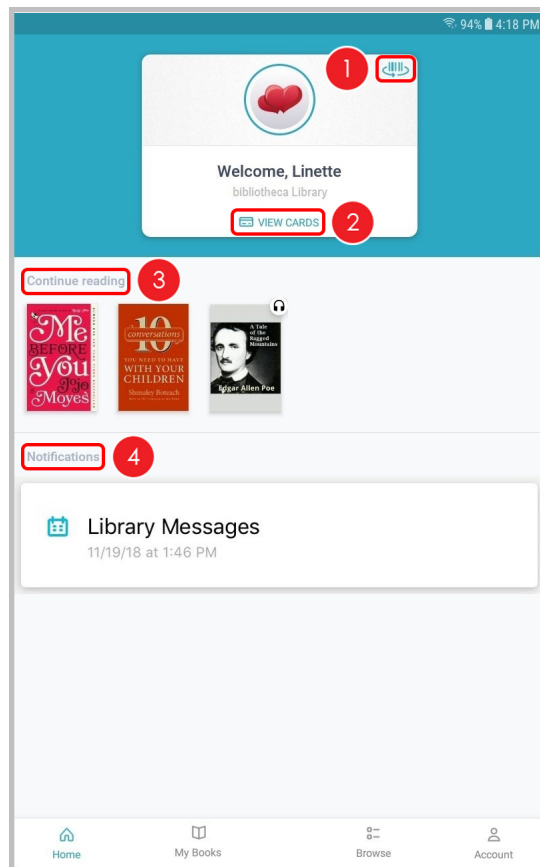 94% 4:18 PM
1
Welcome, Linette
bibliotheca Library
VIEW CARDS 2
Continue reading 3
Me
BEFORE
You
Jojo
Moyes
10
conversations
YOU NEED TO HAVE
WITH YOUR
CHILDREN
Shmuley Boteach
A Tale
of the
Ragged
Mountains
Edgar Allen Poe
Notifications 4
Library Messages
11/19/18 at 1:46 PM
Home My Books Browse Account